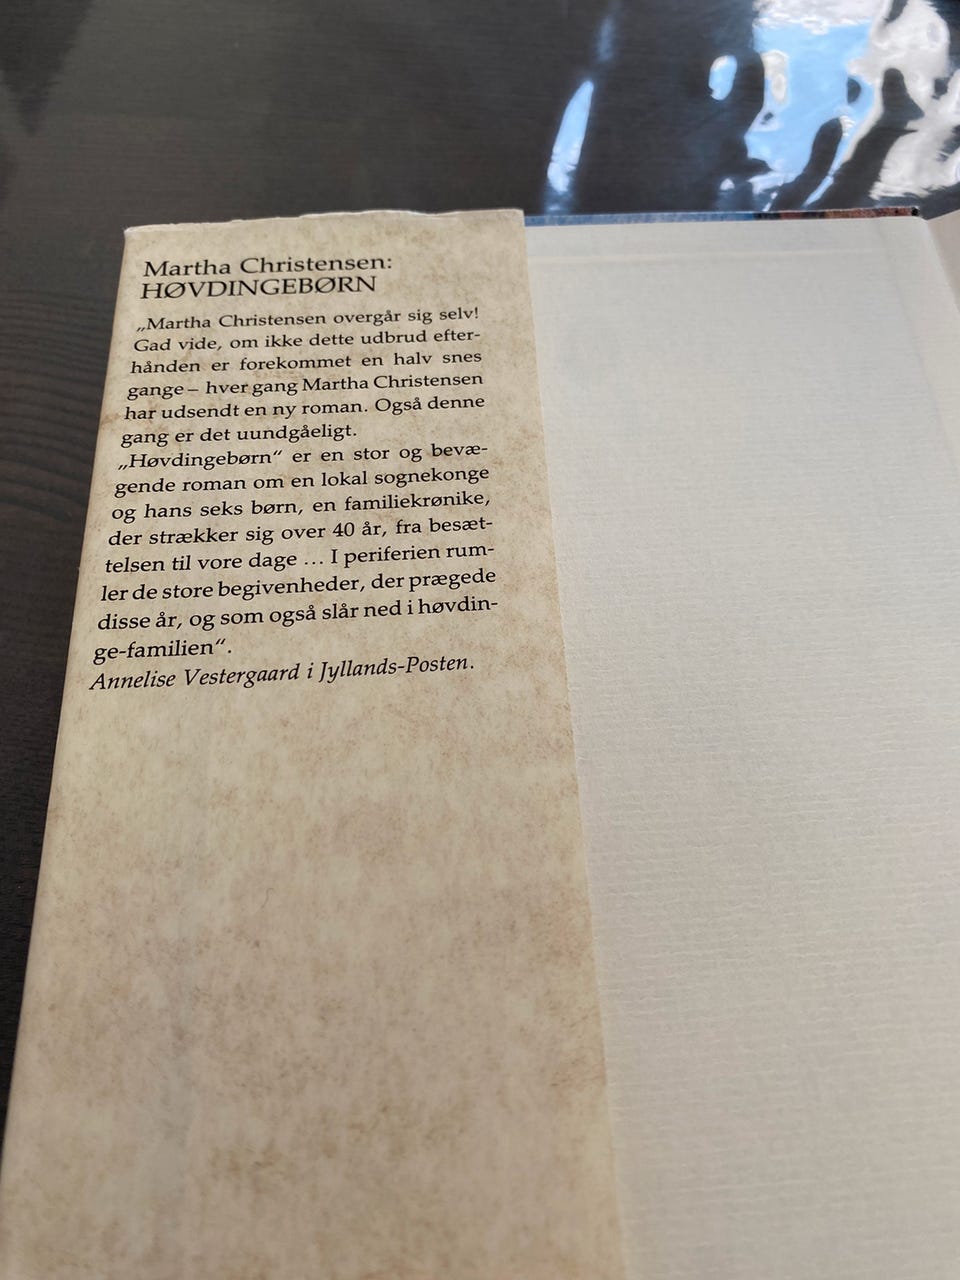 Martha Christensen:
HØVDINGEBØRN
„Martha Christensen overgår sig selv!
Gad vide, om ikke dette udbrud efter-
hånden er forekommet en halv snes
gange – hver gang Martha Christensen
har udsendt en ny roman. Også denne
gang er det uundgåeligt.
„Høvdingebørn“ er en stor og bevæ-
gende roman om en lokal sognekonge
og hans seks børn, en familiekrønike,
der strækker sig over 40 år, fra besæt-
telsen til vore dage ... I periferien rum-
ler de store begivenheder, der prægede
disse år, og som også slår ned i høvdin-
ge-familien“.
Annelise Vestergaard i Jyllands-Posten.